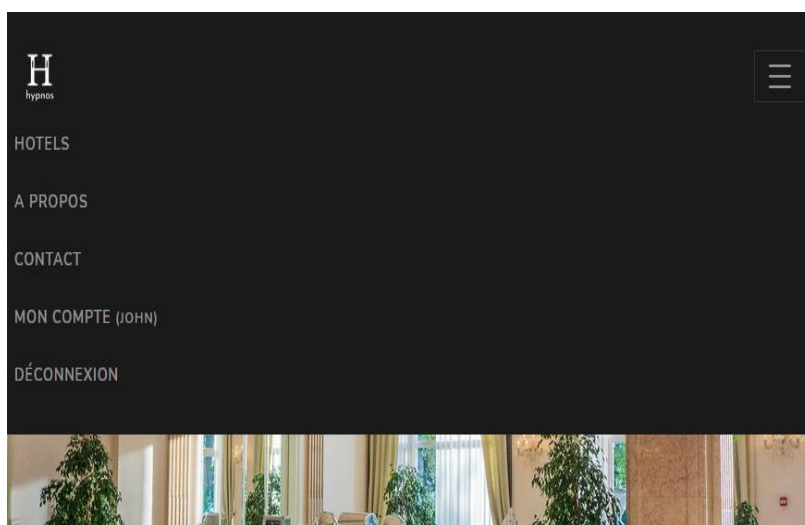 H
hypnos
HOTELS
A PROPOS
CONTACT
MON COMPTE (JOHN)
DÉCONNEXION